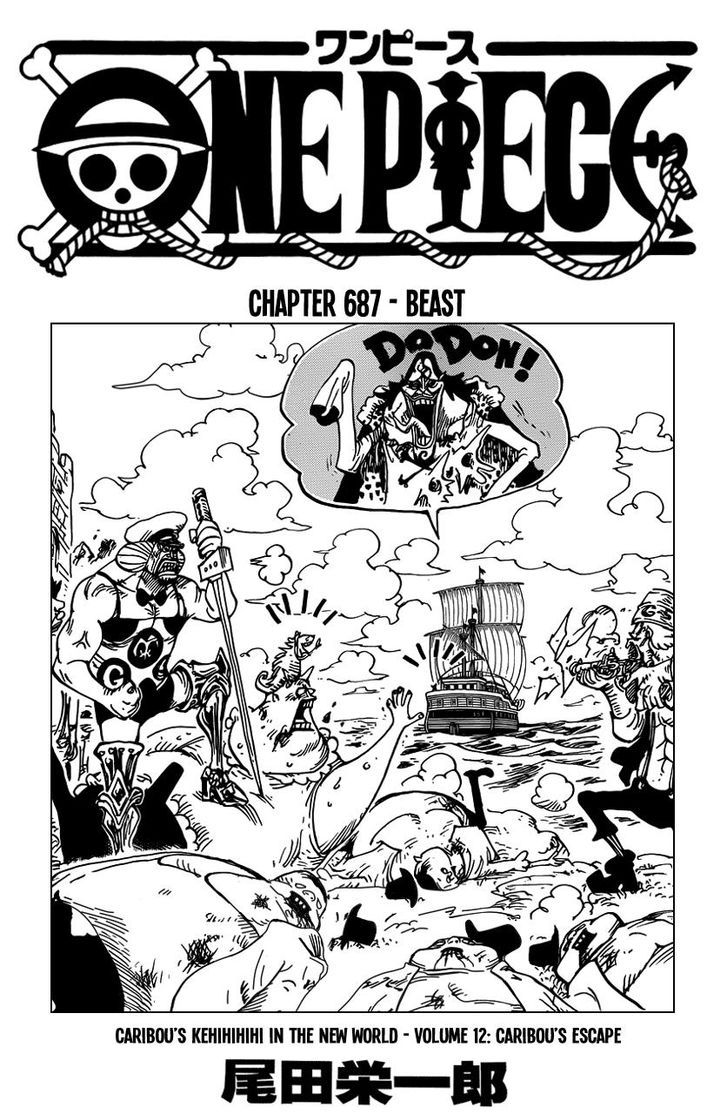 ワンピース
ONE PIECE
CHAPTER 687 - BEAST
DODON!
G G
G
CARIBOU'S KEHIHIHIHI IN THE NEW WORLD - VOLUME 12: CARIBOU'S ESCAPE
尾田栄一郎